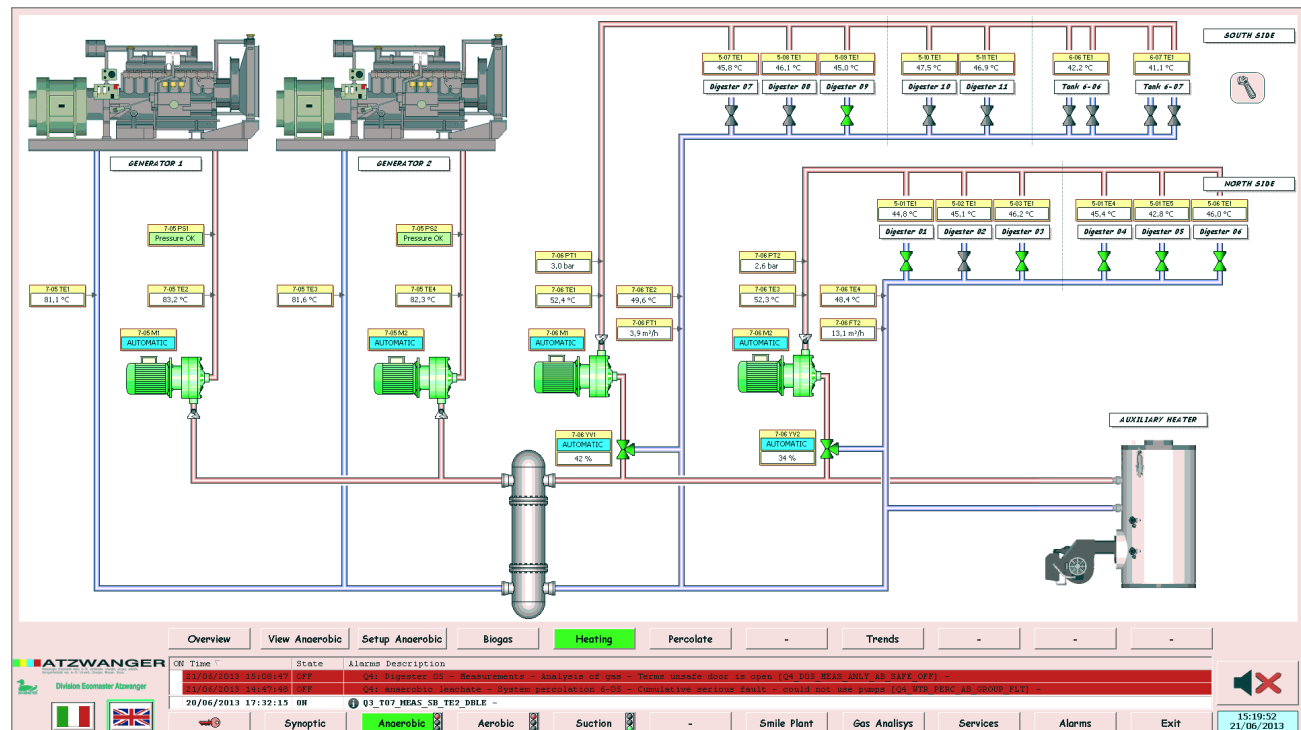 SOUTH SIDE
5-07 TE1
45,8 °C
Digester 07
5-08 TE1
46,1 °C
Digester 08
5-09 TE1
45,0 °C
Digester 09
5-10 TE1
47,5 °C
Digester 10
5-11 TE1
46,9 °C
Digester 11
6-06 TE1
42,2 °C
Tank 6-06
6-07 TE1
41,1 °C
Tank 6-07
GENERATOR 1
GENERATOR 2
NORTH SIDE
5-01 TE1
44,8 °C
Digester 01
5-02 TE1
45,1 °C
Digester 02
5-03 TE1
46,2 °C
Digester 03
5-01 TE4
45,4 °C
Digester 04
5-01 TE5
42,8 °C
Digester 05
5-06 TE1
46,0 °C
Digester 06
7-05 PS1
Pressure OK
7-05 PS2
Pressure OK
7-06 PT1
3,0 bar
7-06 PT2
2,6 bar
7-05 TE1
81,1 °C
7-05 TE2
83,2 °C
7-05 TE3
81,6 °C
7-05 TE4
82,3 °C
7-06 TE1
52,4 °C
7-06 TE2
49,6 °C
7-06 TE3
52,3 °C
7-06 TE4
48,4 °C
7-06 FT1
3,9 m³/h
7-06 FT2
13,1 m³/h
7-05 M1
AUTOMATIC
7-05 M2
AUTOMATIC
7-06 M1
AUTOMATIC
7-06 M2
AUTOMATIC
7-06 YV1
AUTOMATIC
42 %
7-06 YV2
AUTOMATIC
34 %
AUXILIARY HEATER
Overview View Anaerobic Setup Anaerobic Biogas Heating Percolate - Trends - - -
ATZWANGER
Division Ecomaster Atzwanger
ON Time State Alarms Description
21/06/2013 15:08:47 OFF Q4: Digester OS - Measurements - Analysis of gas - Terms unsafe door is open [Q4_DOS_MEAS_ANLY_AB_SAFE_OFF] -
21/06/2013 14:47:48 OFF Q4: anaerobic leachate - System percolation 6-05 - Cumulative serious fault - could not use pumps [Q4_WTR_PERC_AB_GROUP_FLT] -
20/06/2013 17:32:15 ON Q3_T07_MEAS_SB_TE2_DBLE -
Synoptic Anaerobic Aerobic Suction - Smile Plant Gas Analisys Services Alarms Exit
15:19:52
21/06/2013